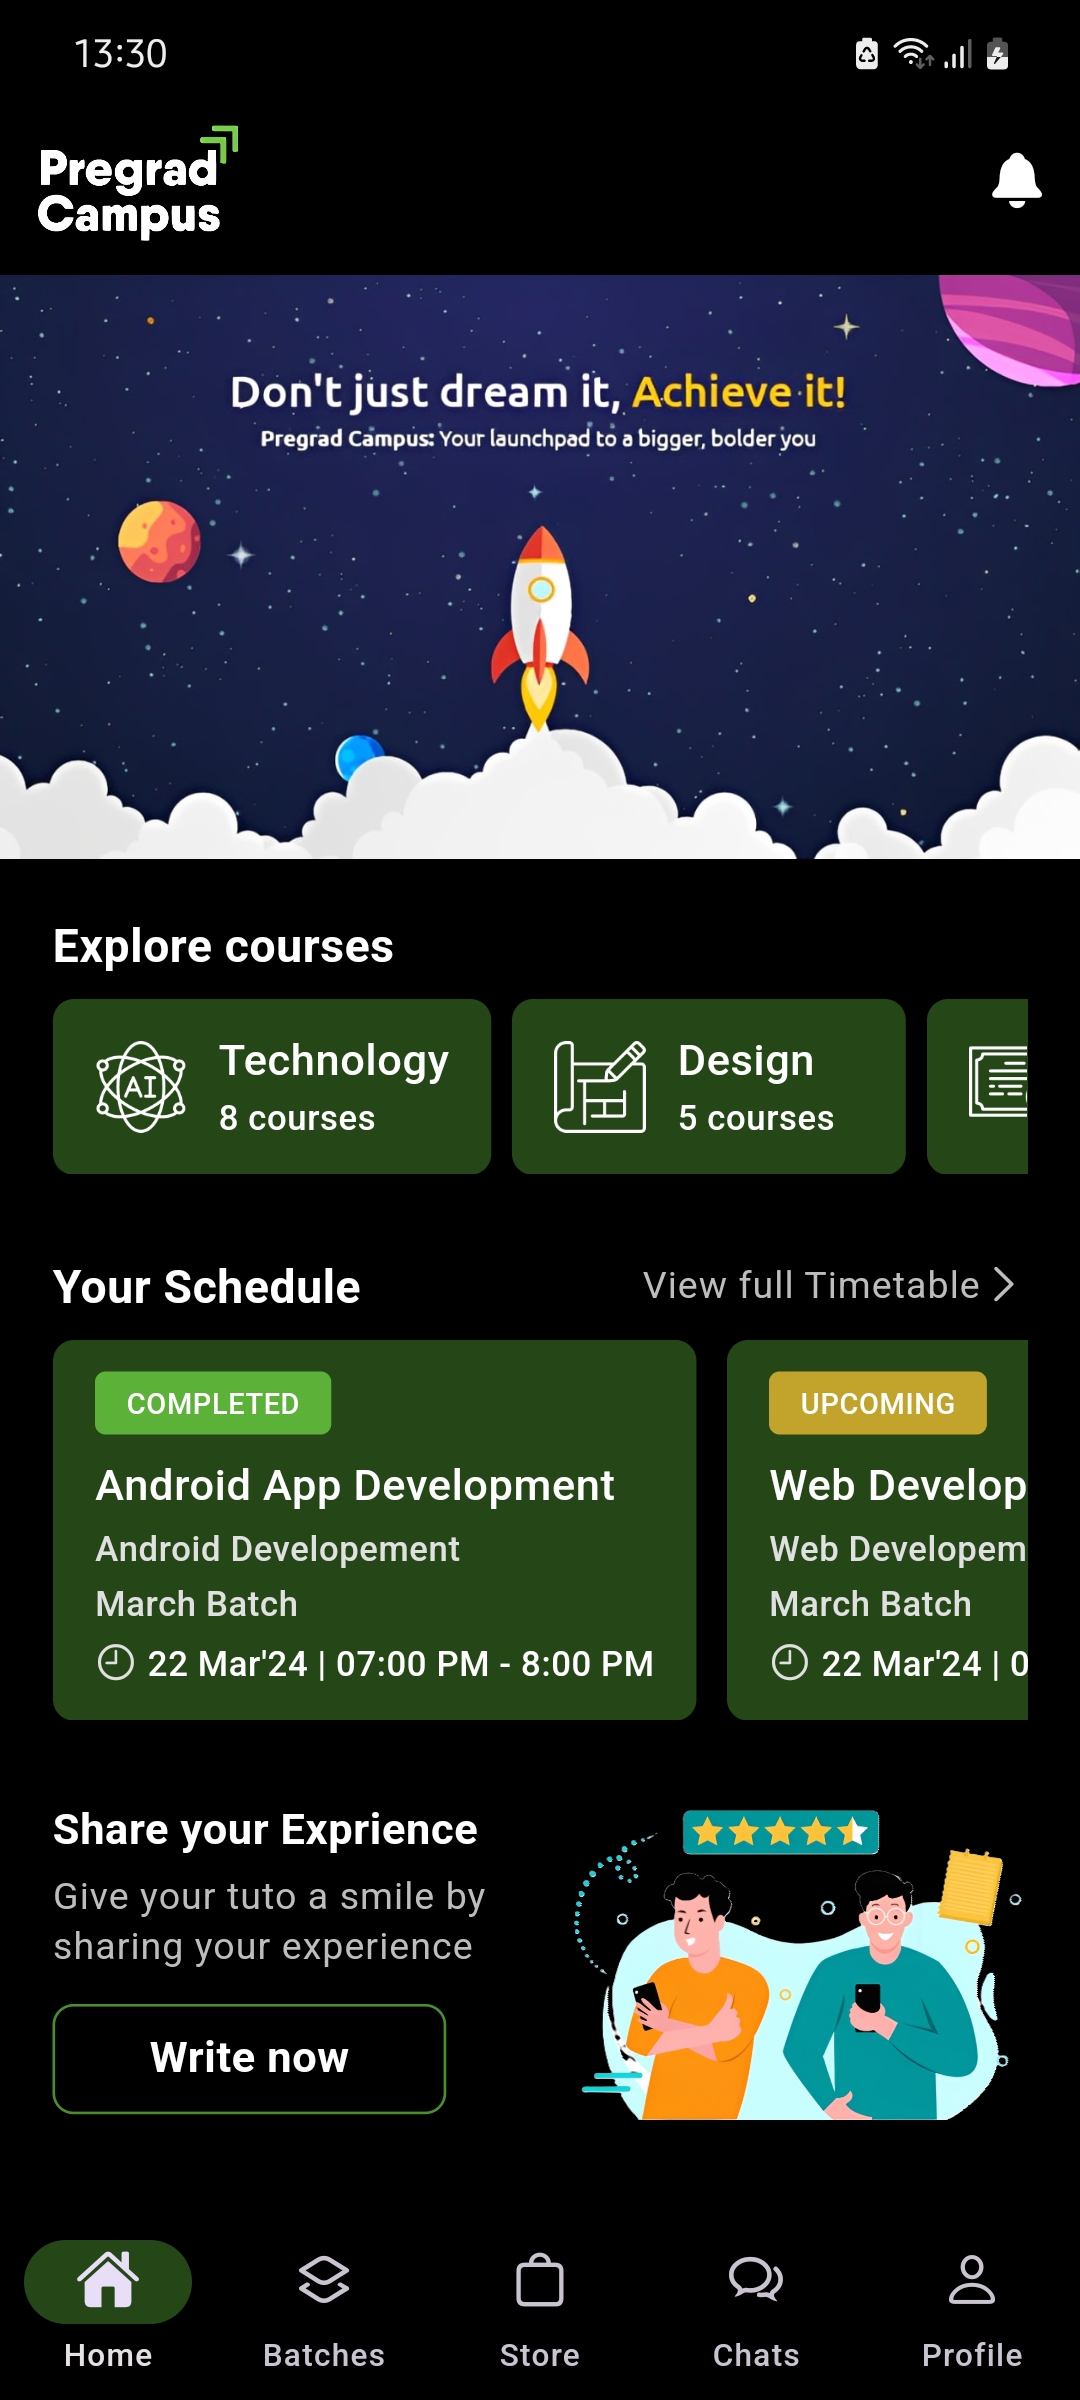 13:30
Pregrad
Campus
Don't just dream it, Achieve it!
Pregrad Campus: Your launchpad to a bigger, bolder you
Explore courses
AI
Technology
8 courses
Design
5 courses
Your Schedule
View full Timetable
COMPLETED
Android App Development
Android Developement
March Batch
22 Mar'24 | 07:00 PM - 8:00 PM
UPCOMING
Web Develop
Web Developem
March Batch
22 Mar'24 | 0
Share your Exprience
Give your tuto a smile by
sharing your experience
Write now
Home
Batches
Store
Chats
Profile